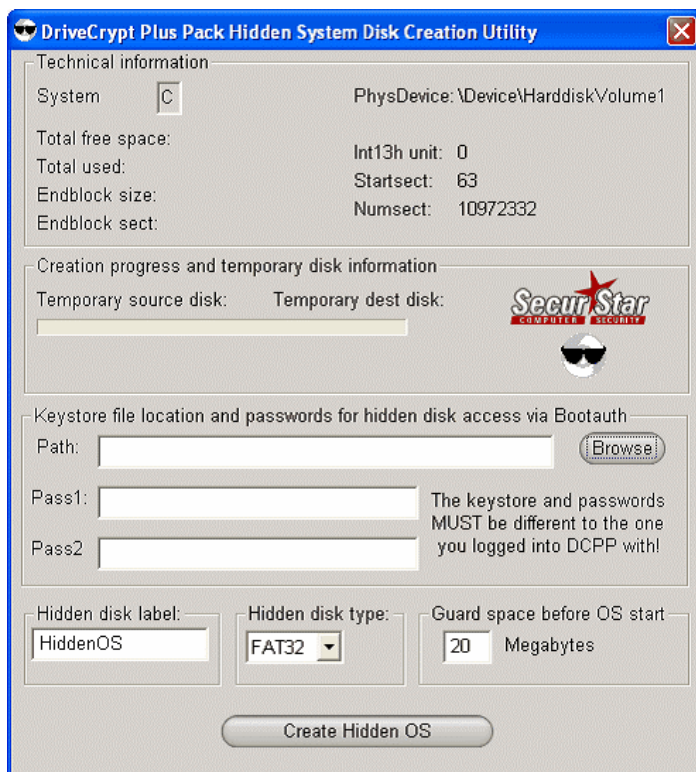 DriveCrypt Plus Pack Hidden System Disk Creation Utility
Technical information
System C PhysDevice: \Device\HarddiskVolume1
Total free space:
Total used:
Endblock size:
Endblock sect:
Int13h unit: 0
Startsect: 63
Numsect: 10972332
Creation progress and temporary disk information
Temporary source disk: Temporary dest disk:
SecurStar
COMPUTER SECURITY
Keystore file location and passwords for hidden disk access via Bootauth
Path: Browse
Pass1:
Pass2
The keystore and passwords
MUST be different to the one
you logged into DCPP with!
Hidden disk label:
HiddenOS
Hidden disk type:
FAT32
Guard space before OS start
20 Megabytes
Create Hidden OS